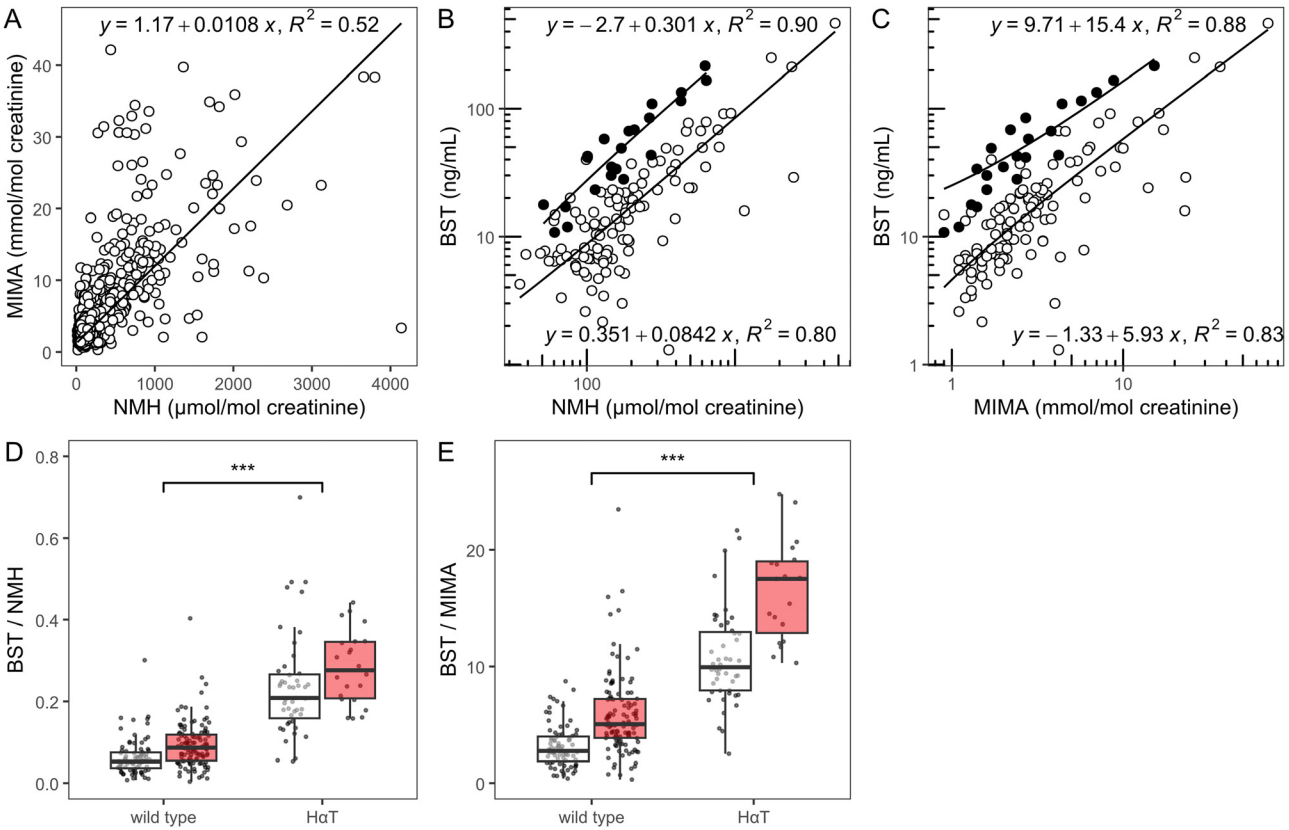 A
y = 1.17 + 0.0108 x, R² = 0.52
MIMA (mmol/mol creatinine)
40
30
20
10
0
0 1000 2000 3000 4000
NMH (µmol/mol creatinine)
B
y = −2.7 + 0.301 x, R² = 0.90
BST (ng/mL)
100
10
y = 0.351 + 0.0842 x, R² = 0.80
100
NMH (µmol/mol creatinine)
C
y = 9.71 + 15.4 x, R² = 0.88
BST (ng/mL)
100
10
1
y = −1.33 + 5.93 x, R² = 0.83
1 10
MIMA (mmol/mol creatinine)
D
BST / NMH
0.8
0.6
0.4
0.2
0.0
***
wild type HαT
E
BST / MIMA
20
10
0
***
wild type HαT